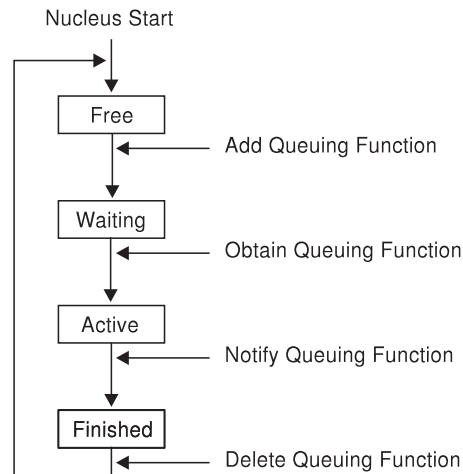 Nucleus Start
Free
Add Queuing Function
Waiting
Obtain Queuing Function
Active
Notify Queuing Function
Finished
Delete Queuing Function